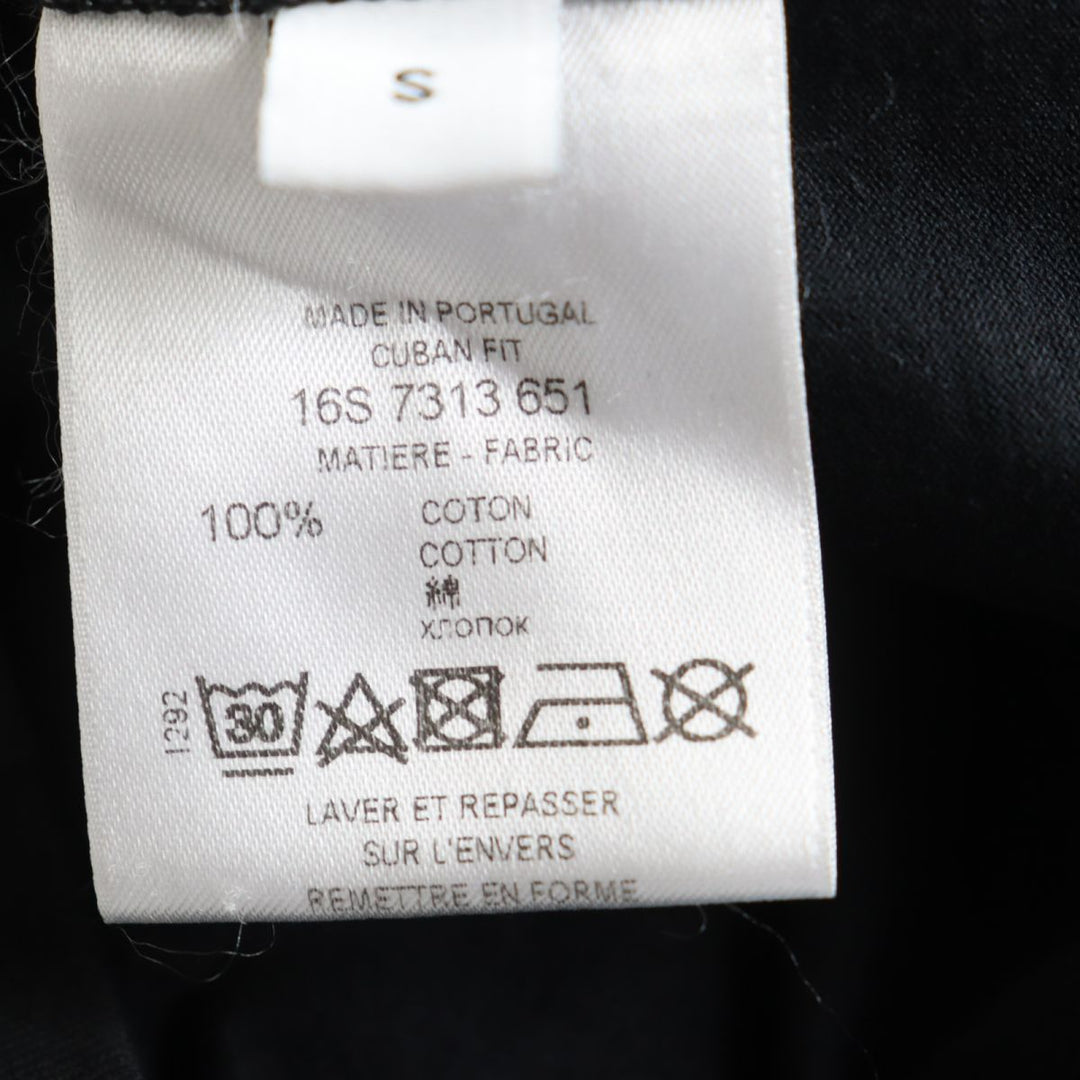 S
MADE IN PORTUGAL
CUBAN FIT
16S 7313 651
MATIERE - FABRIC
100% COTON
COTTON
綿
хлопок
1292
30
LAVER ET REPASSER
SUR L'ENVERS
REMETTRE EN FORME